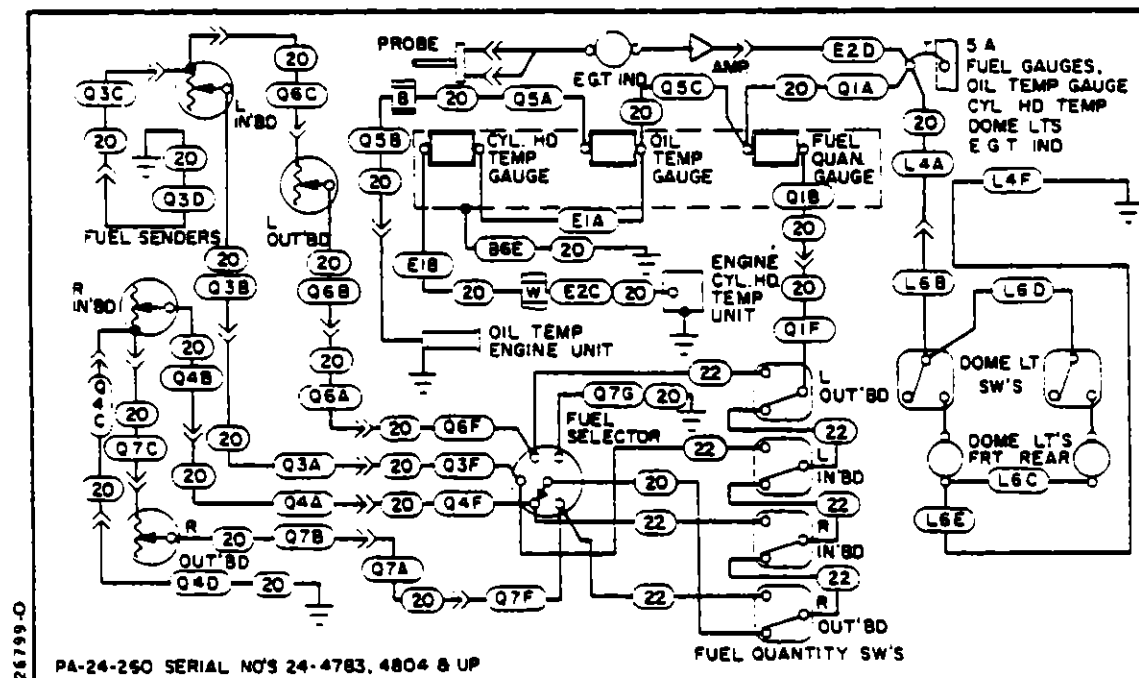 PROBE
E.G.T IND
AMP
E2D
5 A
FUEL GAUGES,
OIL TEMP GAUGE
CYL HD TEMP
DOME LTS
E G T IND
20
Q6C
Q3C
L
IN'BD
20
20
Q3D
FUEL SENDERS
B
20
Q5A
Q5C
20
Q1A
Q5B
20
20
20
L4A
L4F
CYL. HD
TEMP
GAUGE
OIL
TEMP
GAUGE
FUEL
QUAN.
GAUGE
Q1B
E1A
L
OUT'BD
B6E
20
20
E1B
20
W
E2C
20
ENGINE
CYL. HD.
TEMP
UNIT
20
Q1F
L6B
L6D
20
Q3B
20
Q6B
R
IN'BD
20
Q4B
OIL TEMP
ENGINE UNIT
20
Q6A
Q4C
20
Q7C
20
20
20
22
L
OUT'BD
DOME LT
SW'S
Q7G
20
FUEL
SELECTOR
20
Q6F
22
22
L
IN'BD
DOME LT'S
FRT REAR
L6C
Q3A
20
Q3F
20
Q4A
20
Q4F
22
22
R
IN'BD
L6E
R
OUT'BD
20
Q7B
Q7A
20
Q7F
22
22
R
OUT'BD
Q4D
20
FUEL QUANTITY SW'S
PA-24-260 SERIAL NO'S 24-4783, 4804 & UP
26799-O